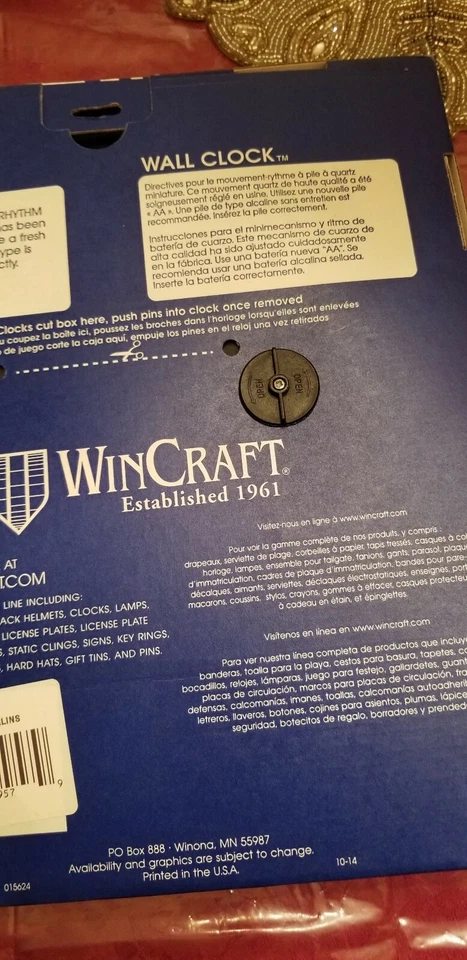 WALL CLOCK™
RHYTHM
has been
e a fresh
ype is
ctly.
Directives pour le mouvement-rythme à pile à quartz
miniature. Ce mouvement quartz de haute qualité a été
soigneusement réglé en usine. Utilisez une nouvelle pile
« AA ». Une pile de type alcaline sans entretien est
recommandée. Insérez la pile correctement.
Instrucciones para el minimecanismo y ritmo de
batería de cuarzo. Este mecanismo de cuarzo de
alta calidad ha sido ajustado cuidadosamente
en la fábrica. Use una batería nueva "AA". Se
recomienda usar una batería alcalina sellada.
Inserte la batería correctamente.
Clocks cut box here, push pins into clock once removed
u coupez la boîte ici, poussez les broches dans l'horloge lorsqu'elles sont enlevées
de juego corte la caja aquí, empuje los pines en el reloj una vez retirados
OPEN
WINCRAFT®
Established 1961
AT
T.COM
LINE INCLUDING:
ACK HELMETS, CLOCKS, LAMPS,
LICENSE PLATES, LICENSE PLATE
S, STATIC CLINGS, SIGNS, KEY RINGS,
, HARD HATS, GIFT TINS, AND PINS.
Visitez-nous en ligne à www.wincraft.com
Pour voir la gamme complète de nos produits, y compris :
drapeaux, serviette de plage, corbeilles à papier, tapis tressés, casques à co
horloge, lampes, ensemble pour tailgate, fanions, gants, parasol, plaqu
d'immatriculation, cadres de plaque d'immatriculation, bandes pour pare
décalques, aimants, serviettes, décalques électrostatiques, enseignes, port
macarons, coussins, stylos, crayons, gommes à effacer, casques protecteur
à cadeau en étain, et épinglettes.
Visítenos en línea en www.wincraft.com
Para ver nuestra línea completa de productos que incluye
banderas, toalla para la playa, cestos para basura, tapetes, ca
bocadillos, relojes, lámparas, juego para festejo, gallardetes, guant
placas de circulación, marcos para placas de circulación, tra
defensas, calcomanías, imanes, toallas, calcomanías autoadherib
letreros, llaveros, botones, cojines para asientos, plumas, lápice
seguridad, botecitos de regalo, borradores y prended
LLINS
957
9
PO Box 888 · Winona, MN 55987
Availability and graphics are subject to change.
Printed in the U.S.A.
015624
10-14